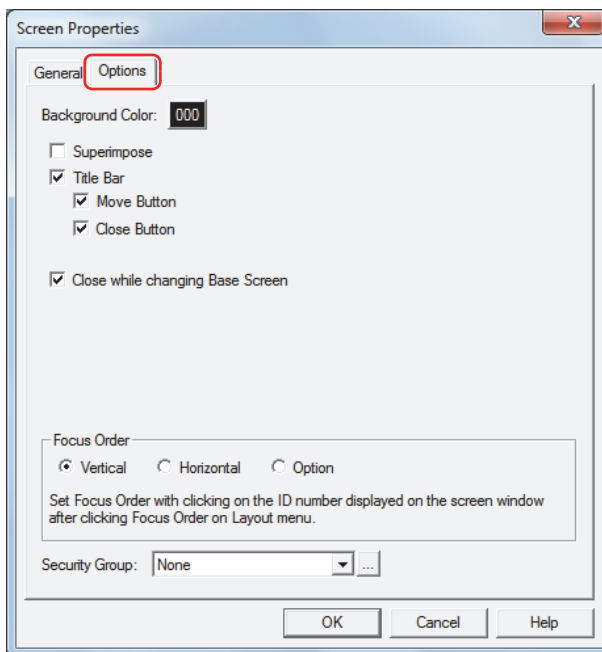 Screen Properties
General Options
Background Color: 000
Superimpose
Title Bar
Move Button
Close Button
Close while changing Base Screen
Focus Order
Vertical Horizontal Option
Set Focus Order with clicking on the ID number displayed on the screen window
after clicking Focus Order on Layout menu.
Security Group: None ...
OK Cancel Help